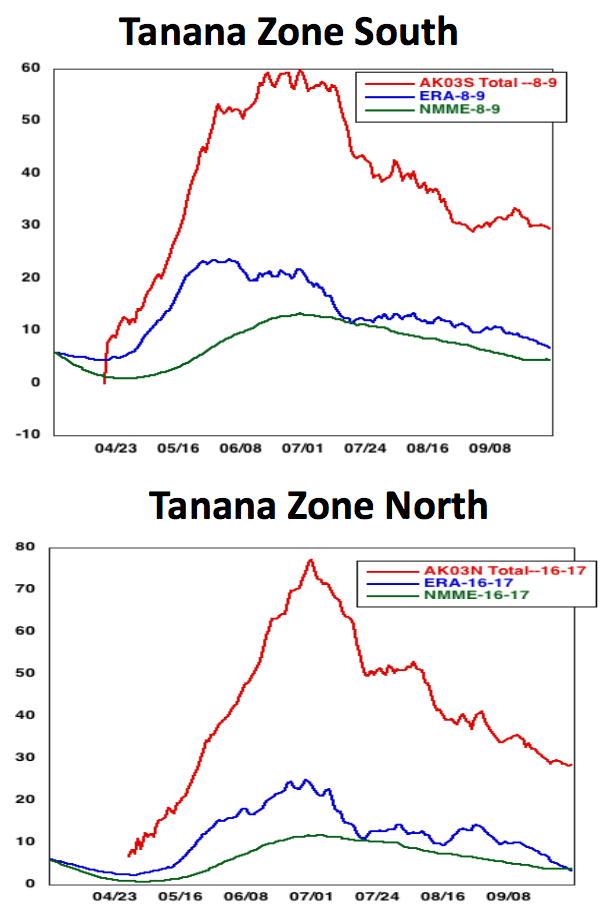 Tanana Zone South
60
50
40
30
20
10
0
-10
AK03S Total --8-9
ERA-8-9
NMME-8-9
04/23 05/16 06/08 07/01 07/24 08/16 09/08
Tanana Zone North
80
70
60
50
40
30
20
10
0
AK03N Total--16-17
ERA-16-17
NMME-16-17
04/23 05/16 06/08 07/01 07/24 08/16 09/08